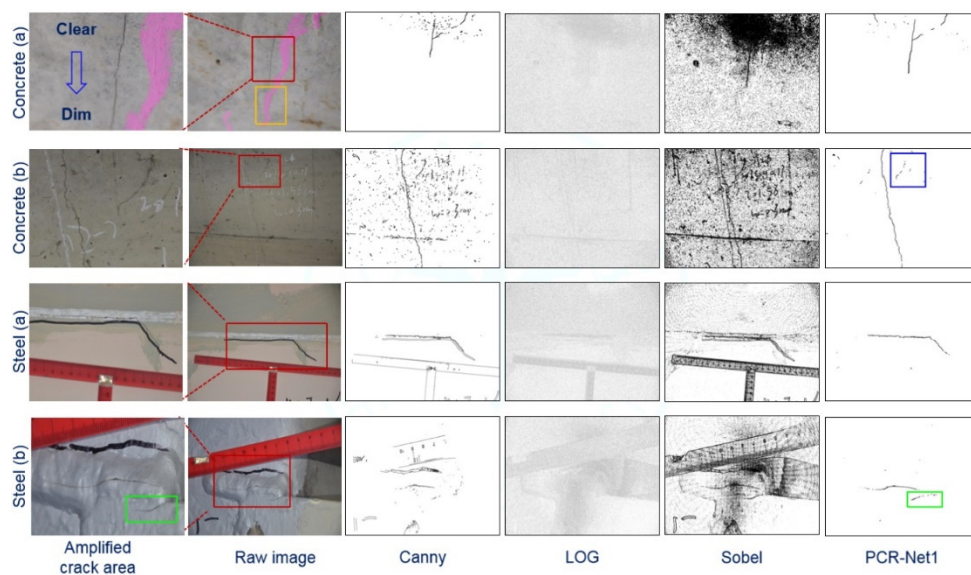 Concrete (a)
Clear
Dim
Concrete (b)
Steel (a)
Steel (b)
Amplified
crack area
Raw image
Canny
LOG
Sobel
PCR-Net1